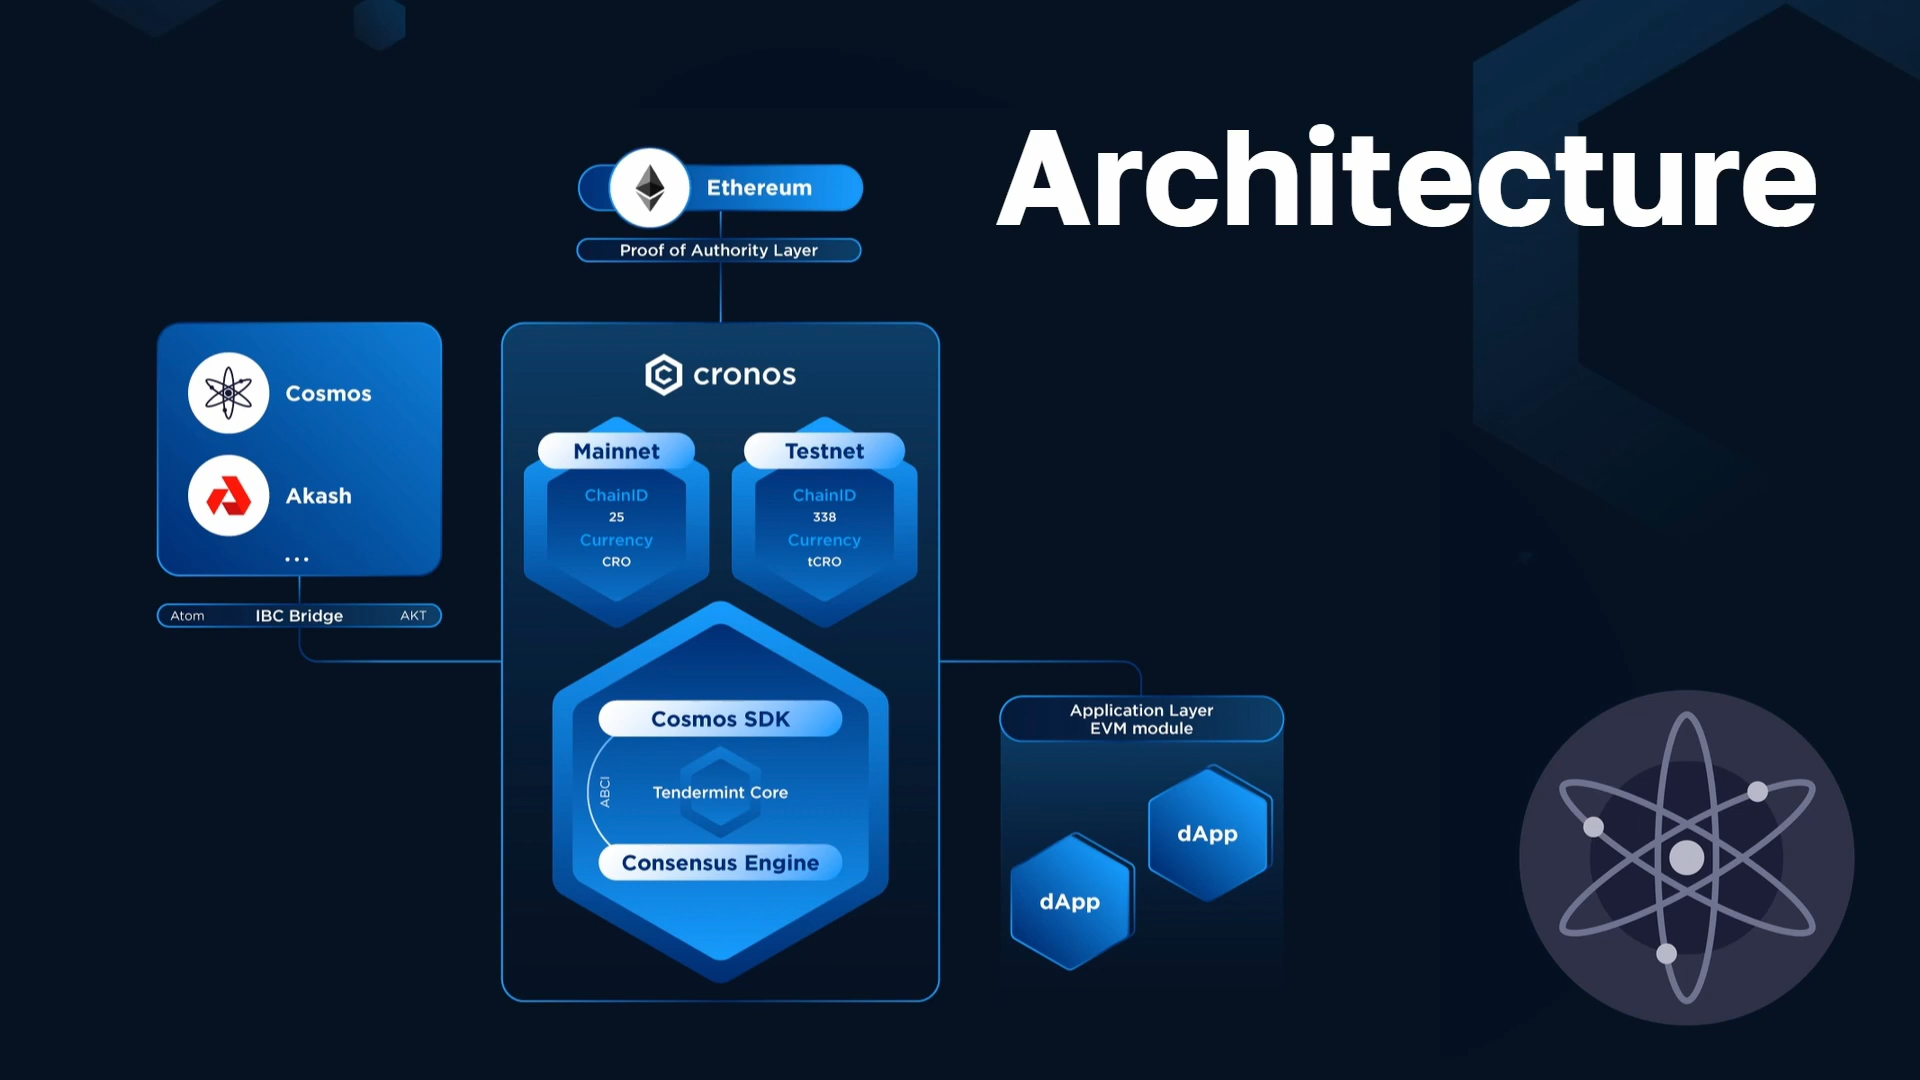 Architecture
Ethereum
Proof of Authority Layer
Cosmos
Akash
...
Atom IBC Bridge AKT
cronos
Mainnet
ChainID
25
Currency
CRO
Testnet
ChainID
338
Currency
tCRO
Cosmos SDK
ABCI
Tendermint Core
Consensus Engine
Application Layer
EVM module
dApp
dApp